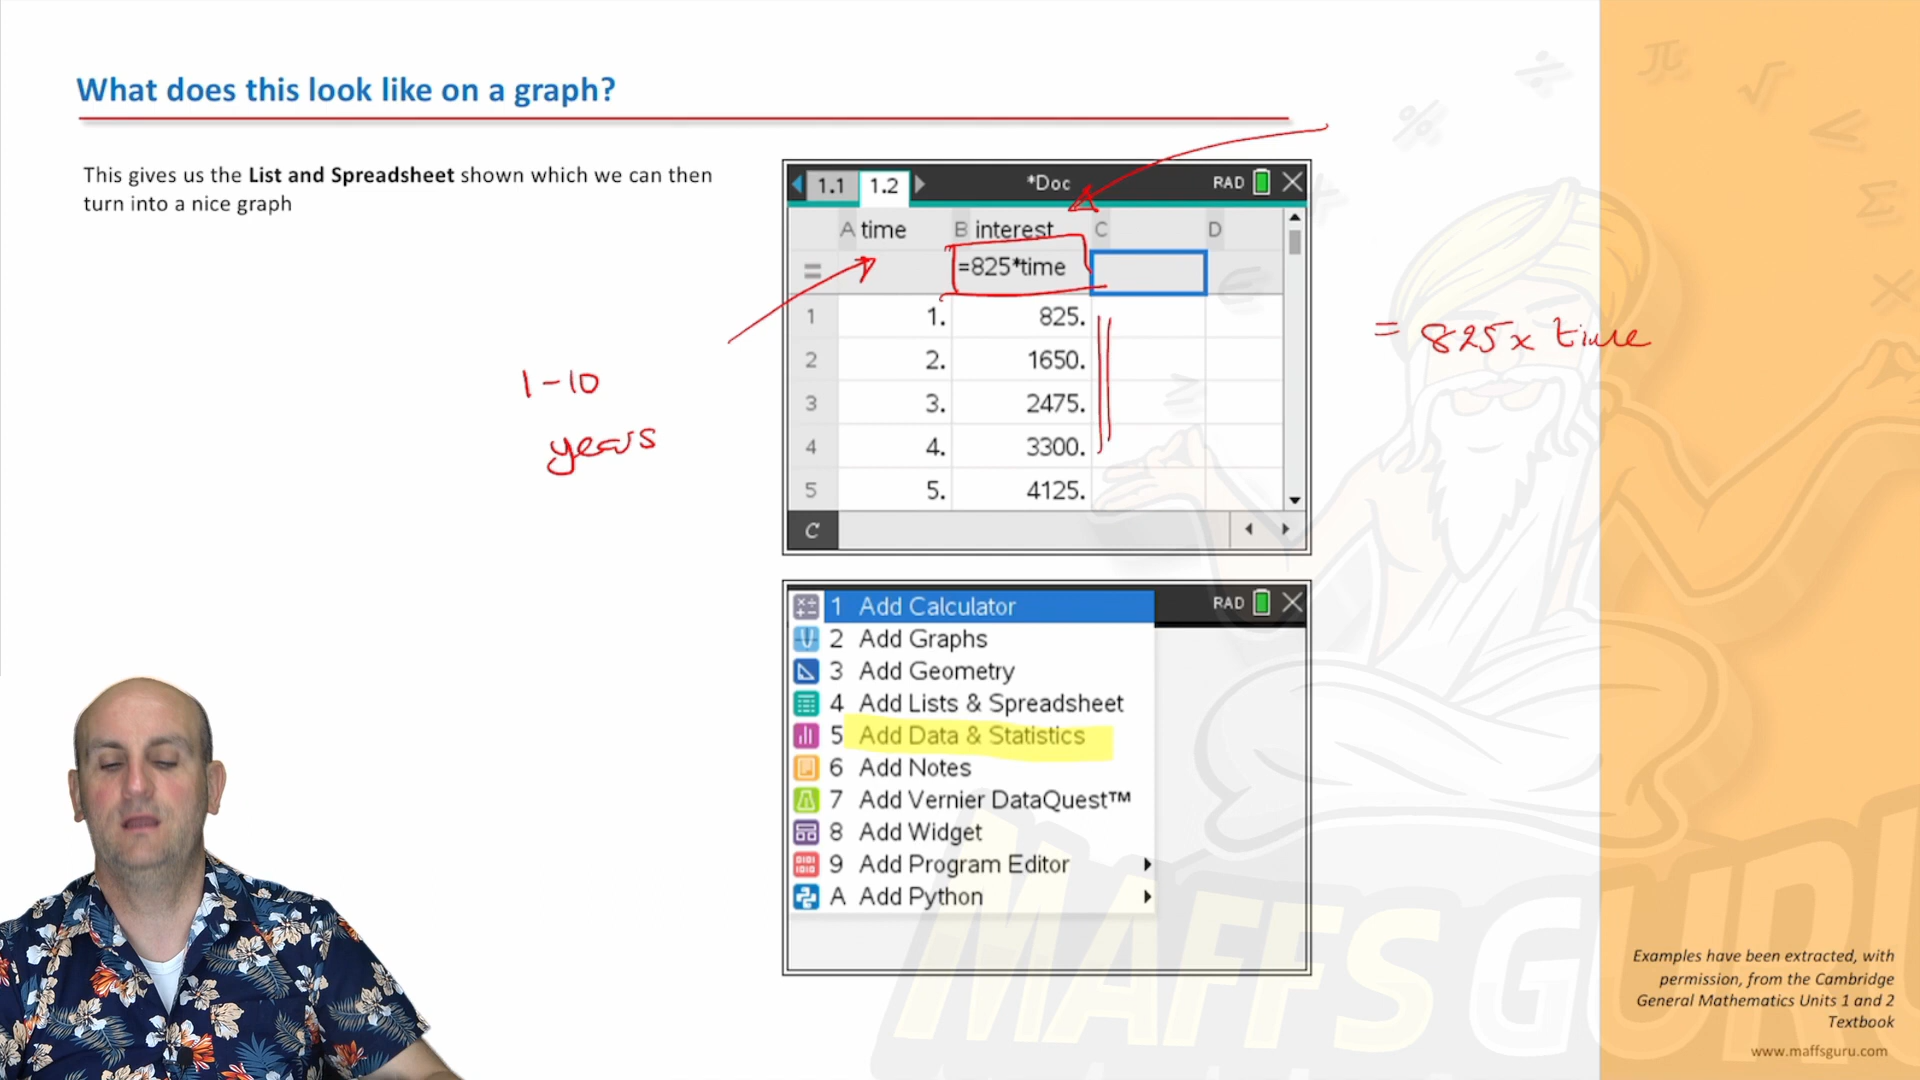 What does this look like on a graph?
This gives us the List and Spreadsheet shown which we can then
turn into a nice graph
1.1 1.2 *Doc RAD
A time B interest C D
=825*time
1 1. 825.
2 2. 1650.
3 3. 2475.
4 4. 3300.
5 5. 4125.
C
1-10
years
= 825x time
1 Add Calculator RAD
2 Add Graphs
3 Add Geometry
4 Add Lists & Spreadsheet
5 Add Data & Statistics
6 Add Notes
7 Add Vernier DataQuest™
8 Add Widget
9 Add Program Editor
A Add Python
MAFFS GURU
Examples have been extracted, with
permission, from the Cambridge
General Mathematics Units 1 and 2
Textbook
www.maffsguru.com